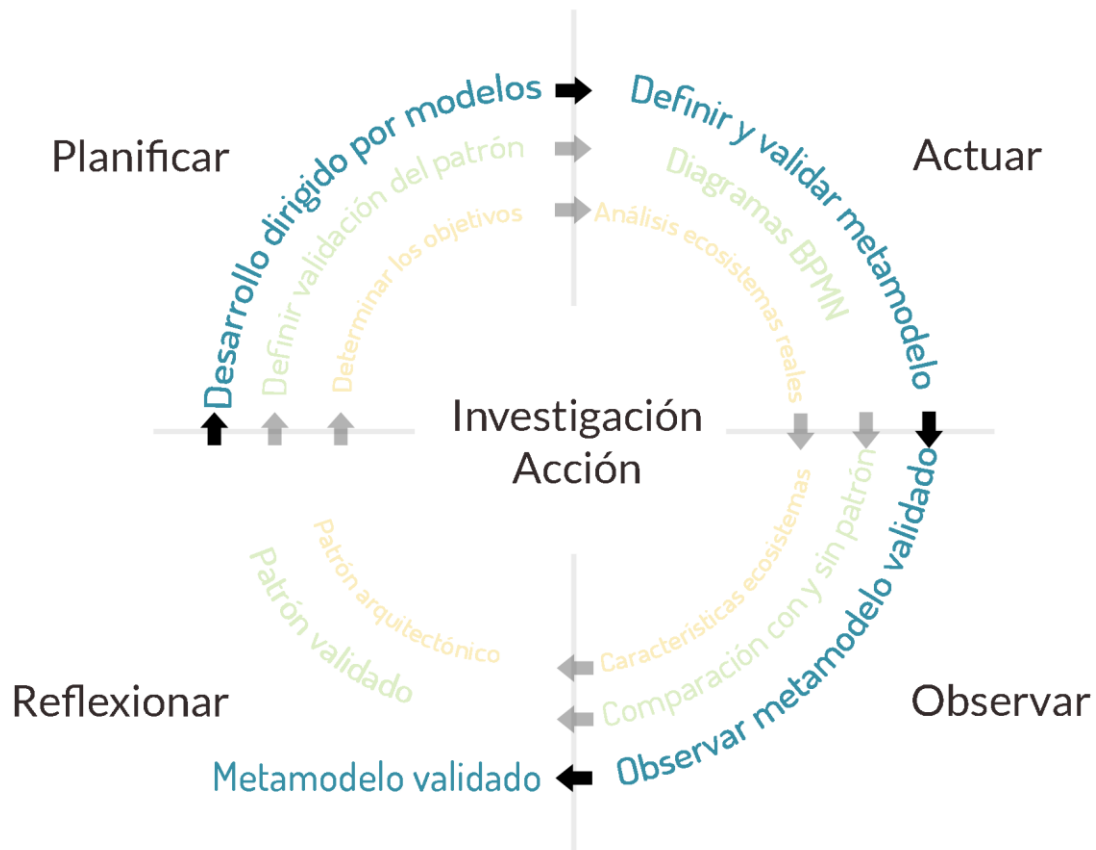 Planificar
Desarrollo dirigido por modelos
Definir validación del patrón
Determinar los objetivos
Actuar
Definir y validar metamodelo
Diagramas BPMN
Análisis ecosistemas reales
Investigación
Acción
Observar
Observar metamodelo validado
Comparación con y sin patrón
Características ecosistemas
Reflexionar
Metamodelo validado
Patrón validado
Patrón arquitectónico